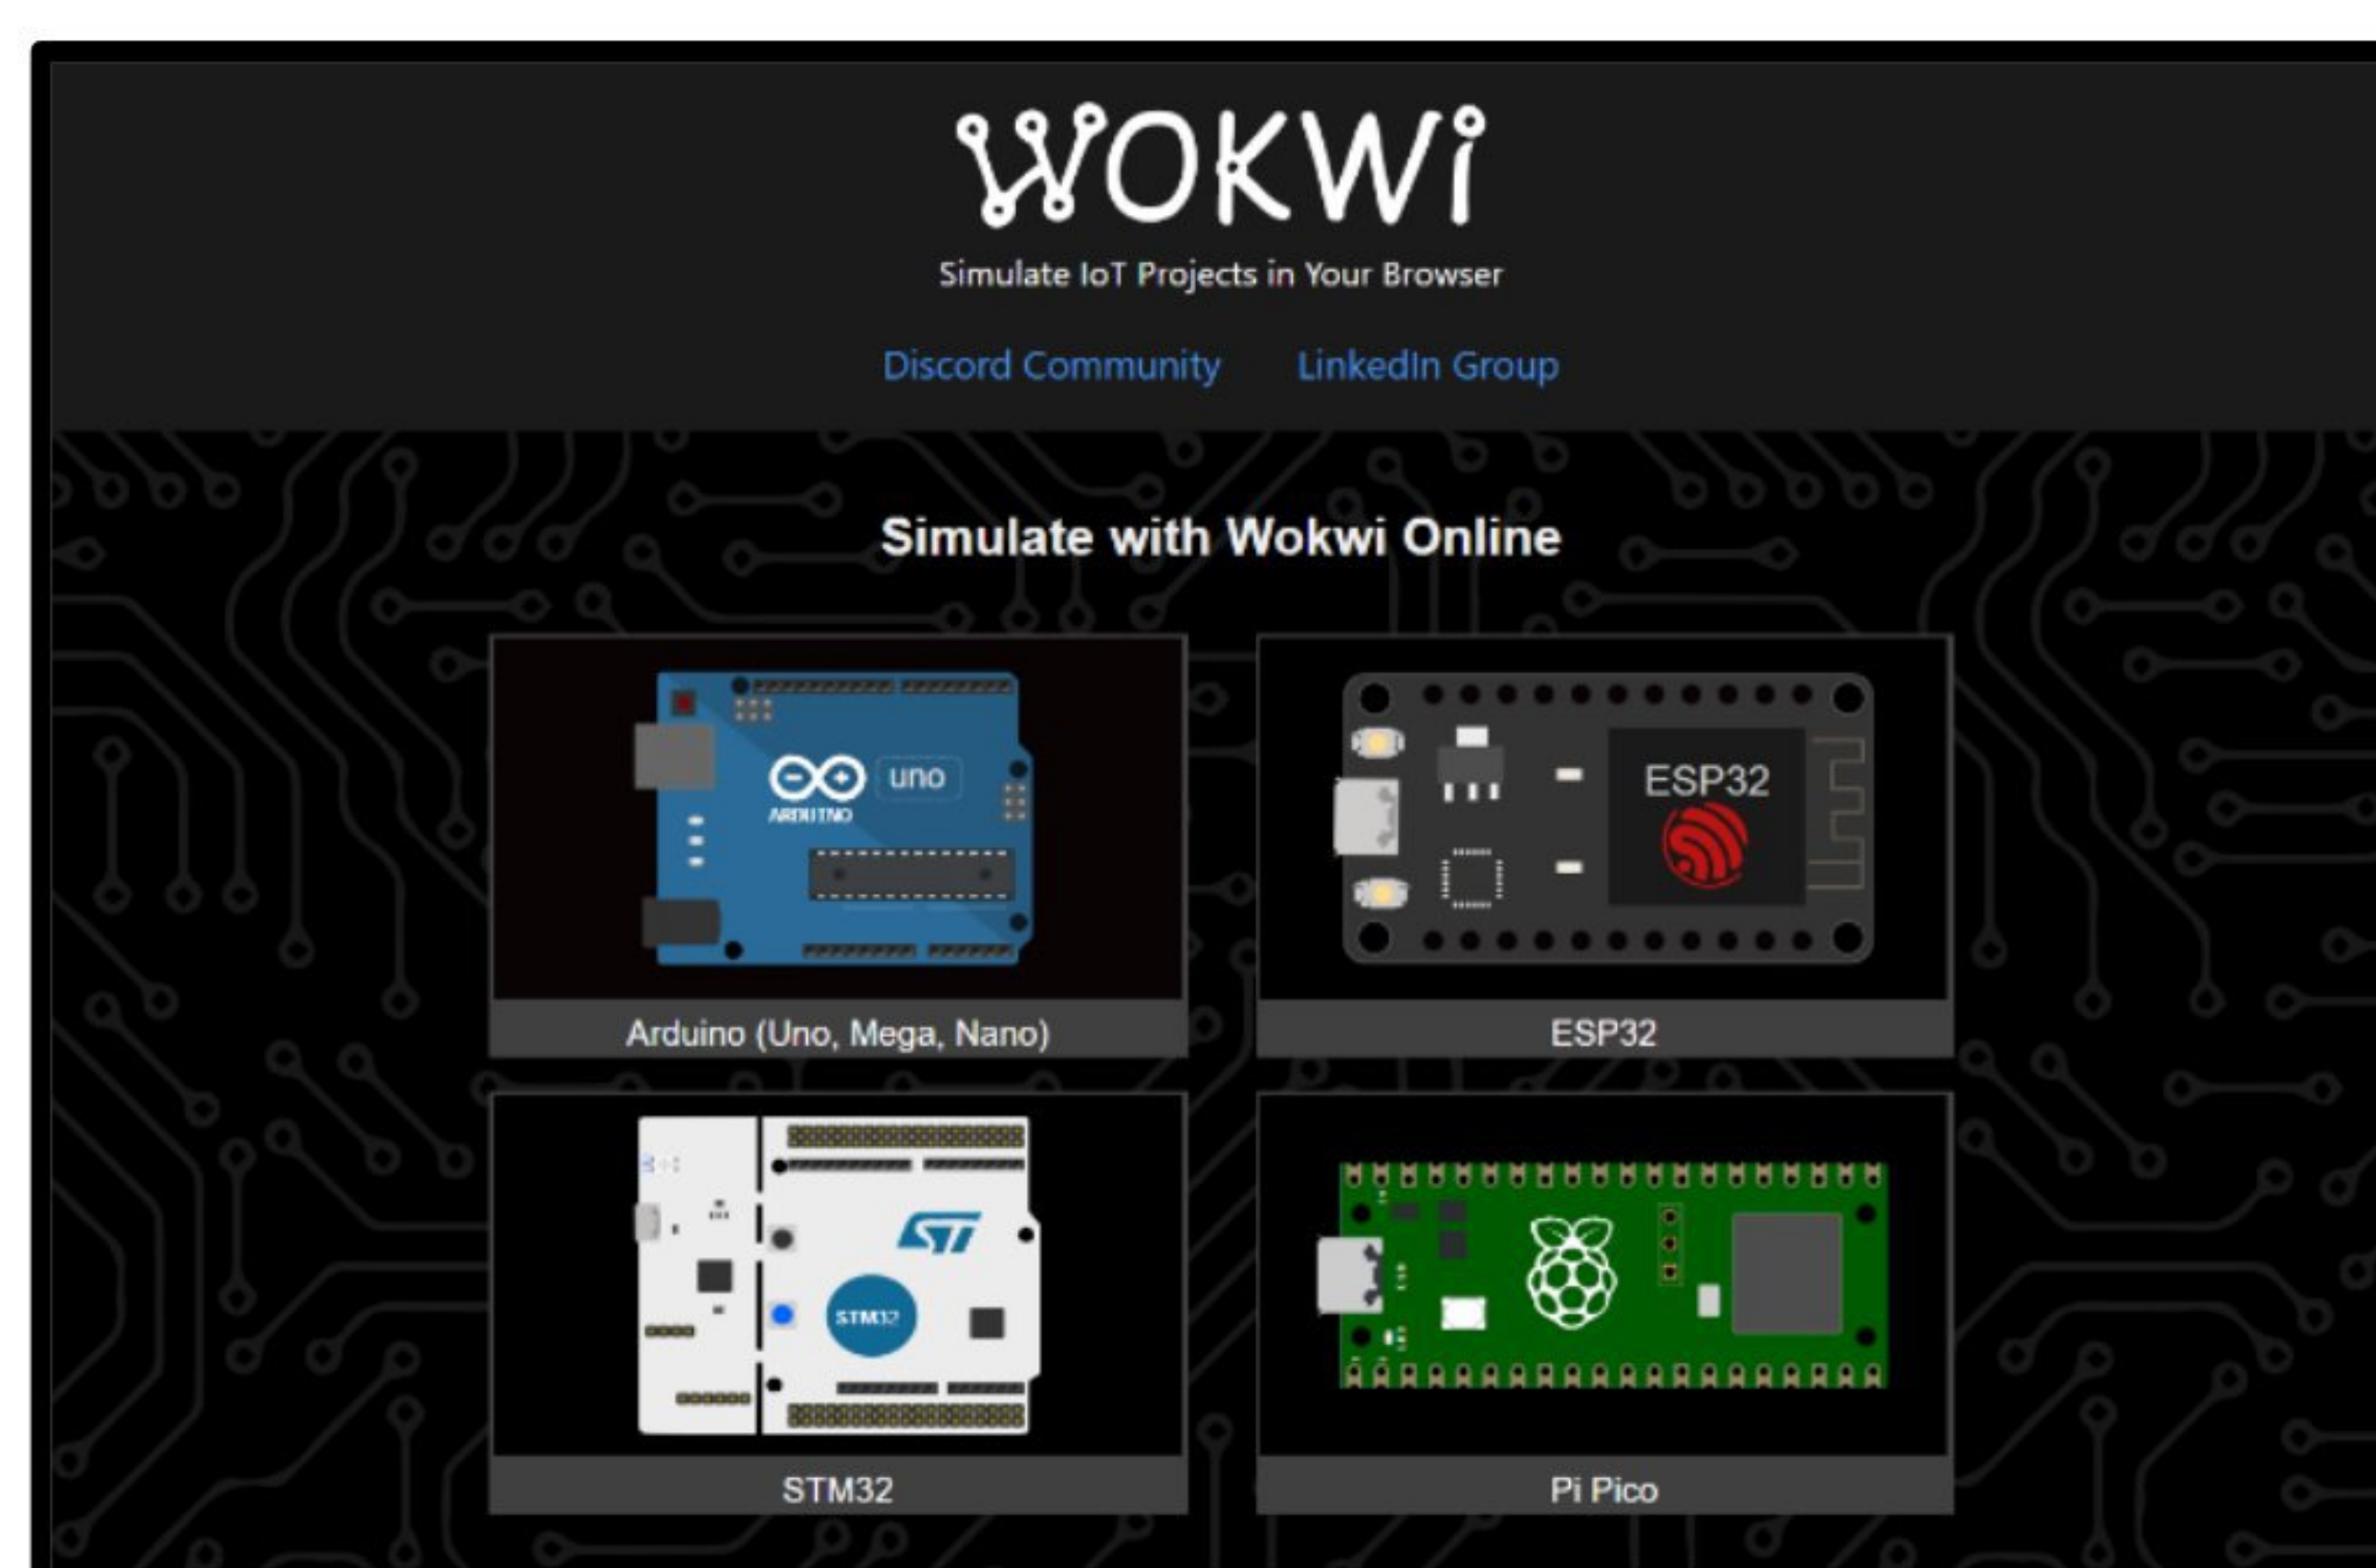 WOKWi
Simulate IoT Projects in Your Browser
Discord Community LinkedIn Group
Simulate with Wokwi Online
uno
ARDUINO
ESP32
Arduino (Uno, Mega, Nano)
ESP32
ST
STM32
STM32
Pi Pico